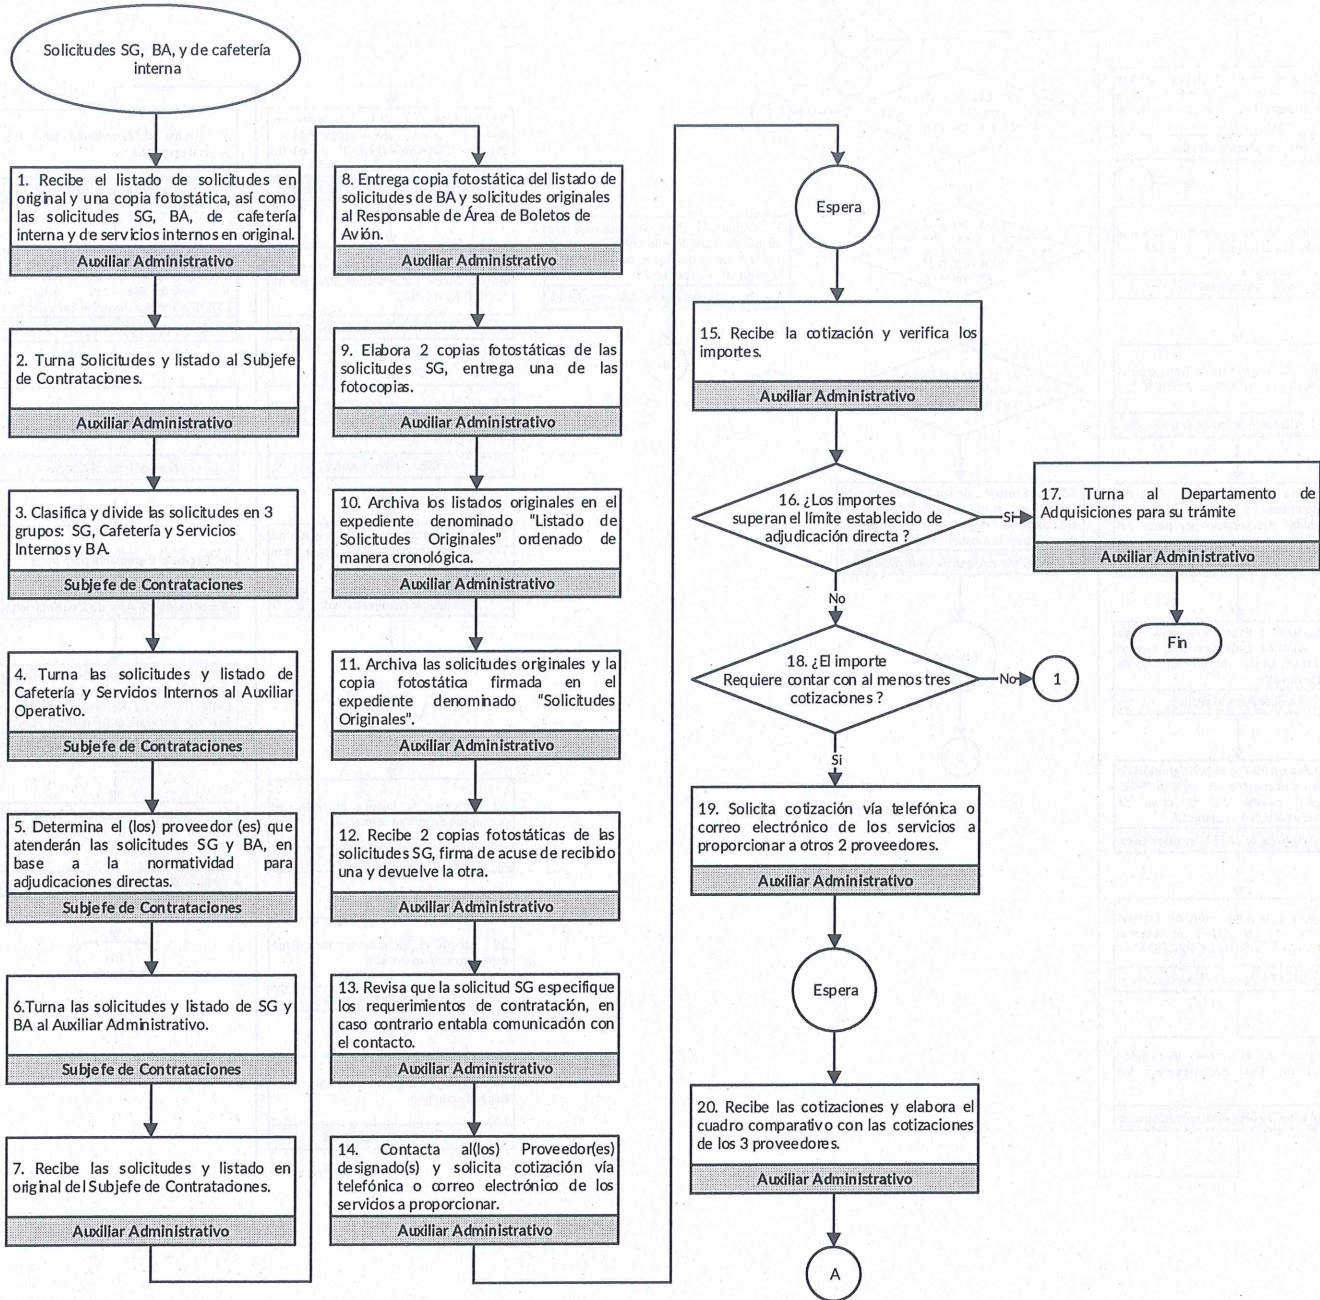 Solicitudes SG, BA, y de cafetería
interna
1. Recibe el listado de solicitudes en
original y una copia fotostática, así como
las solicitudes SG, BA, de cafetería
interna y de servicios internos en original.
Auxiliar Administrativo
2. Turna Solicitudes y listado al Subjefe
de Contrataciones.
Auxiliar Administrativo
3. Clasifica y divide las solicitudes en 3
grupos: SG, Cafetería y Servicios
Internos y BA.
Subjefe de Contrataciones
4. Turna las solicitudes y listado de
Cafetería y Servicios Internos al Auxiliar
Operativo.
Subjefe de Contrataciones
5. Determina el (los) proveedor (es) que
atenderán las solicitudes SG y BA, en
base a la normatividad para
adjudicaciones directas.
Subjefe de Contrataciones
6.Turna las solicitudes y listado de SG y
BA al Auxiliar Administrativo.
Subjefe de Contrataciones
7. Recibe las solicitudes y listado en
original del Subjefe de Contrataciones.
Auxiliar Administrativo
8. Entrega copia fotostática del listado de
solicitudes de BA y solicitudes originales
al Responsable de Área de Boletos de
Avión.
Auxiliar Administrativo
9. Elabora 2 copias fotostáticas de las
solicitudes SG, entrega una de las
fotocopias.
Auxiliar Administrativo
10. Archiva los listados originales en el
expediente denominado "Listado de
Solicitudes Originales" ordenado de
manera cronológica.
Auxiliar Administrativo
11. Archiva las solicitudes originales y la
copia fotostática firmada en el
expediente denominado "Solicitudes
Originales".
Auxiliar Administrativo
12. Recibe 2 copias fotostáticas de las
solicitudes SG, firma de acuse de recibido
una y devuelve la otra.
Auxiliar Administrativo
13. Revisa que la solicitud SG especifique
los requerimientos de contratación, en
caso contrario entabla comunicación con
el contacto.
Auxiliar Administrativo
14. Contacta al(los) Proveedor(es)
designado(s) y solicita cotización vía
telefónica o correo electrónico de los
servicios a proporcionar.
Auxiliar Administrativo
Espera
15. Recibe la cotización y verifica los
importes.
Auxiliar Administrativo
16. ¿Los importes
superan el límite establecido de
adjudicación directa ?
Si
17. Turna al Departamento de
Adquisiciones para su trámite
Auxiliar Administrativo
Fin
No
18. ¿El importe
Requiere contar con al menos tres
cotizaciones ?
No
1
Si
19. Solicita cotización vía telefónica o
correo electrónico de los servicios a
proporcionar a otros 2 proveedores.
Auxiliar Administrativo
Espera
20. Recibe las cotizaciones y elabora el
cuadro comparativo con las cotizaciones
de los 3 proveedores.
Auxiliar Administrativo
A